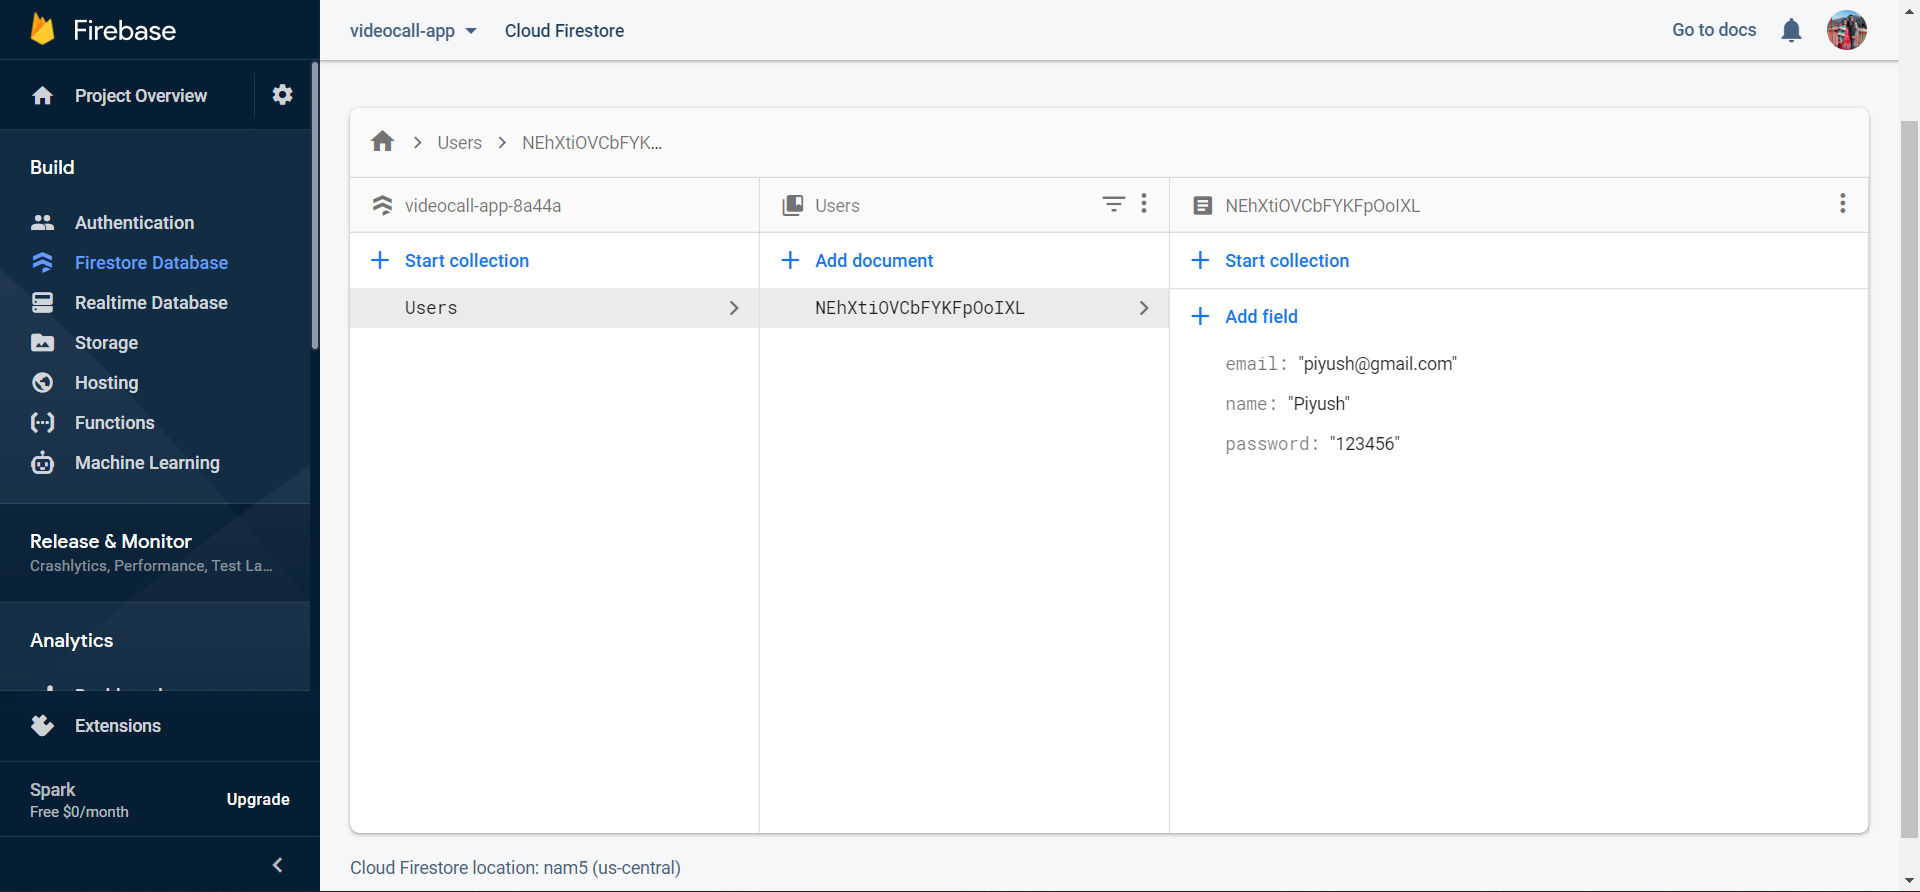 Firebase
videocall-app
Cloud Firestore
Go to docs
Project Overview
Build
Authentication
Firestore Database
Realtime Database
Storage
Hosting
Functions
Machine Learning
Release & Monitor
Crashlytics, Performance, Test La...
Analytics
Extensions
Spark
Free $0/month
Upgrade
Users
NEhXtiOVCbFYK...
videocall-app-8a44a
Start collection
Users
Users
Add document
NEhXtiOVCbFYKFpOoIXL
NEhXtiOVCbFYKFpOoIXL
Start collection
Add field
email: "piyush@gmail.com"
name: "Piyush"
password: "123456"
Cloud Firestore location: nam5 (us-central)